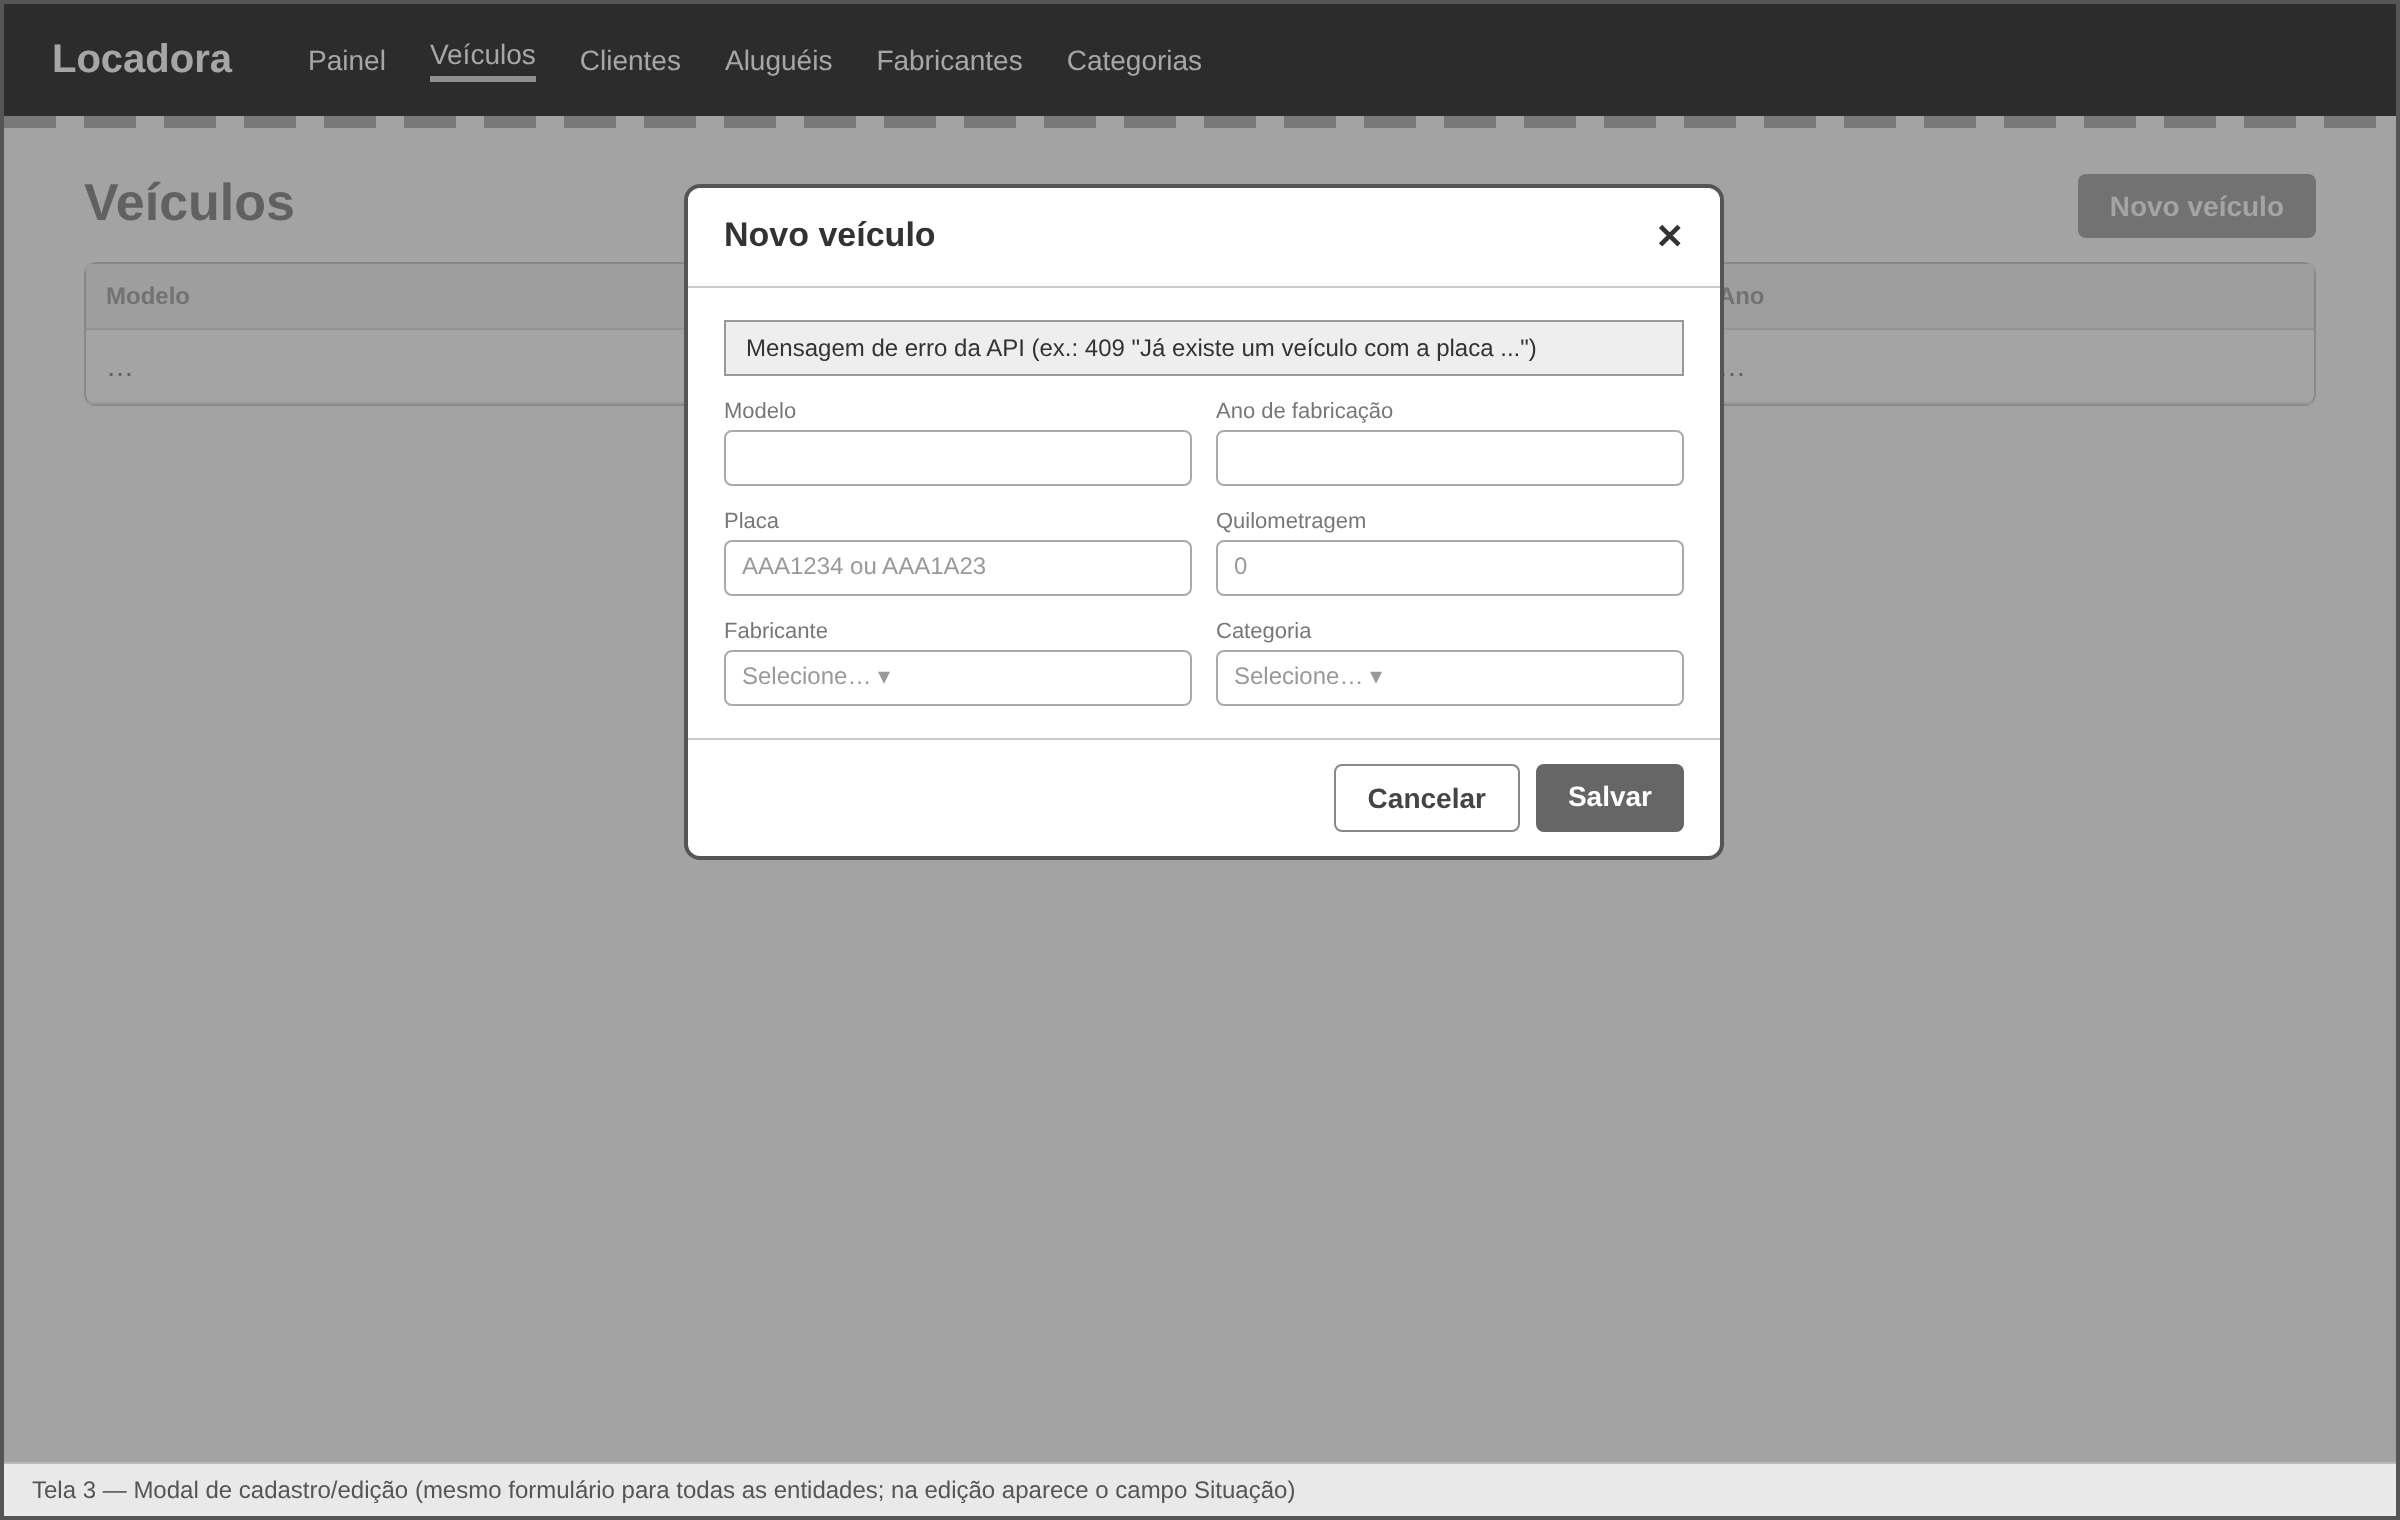 Locadora Painel Veículos Clientes Aluguéis Fabricantes Categorias
Veículos
Novo veículo
Modelo
Ano
…
…
Novo veículo ✕
Mensagem de erro da API (ex.: 409 "Já existe um veículo com a placa ...")
Modelo Ano de fabricação
Placa Quilometragem
AAA1234 ou AAA1A23 0
Fabricante Categoria
Selecione… ▾ Selecione… ▾
Cancelar Salvar
Tela 3 — Modal de cadastro/edição (mesmo formulário para todas as entidades; na edição aparece o campo Situação)